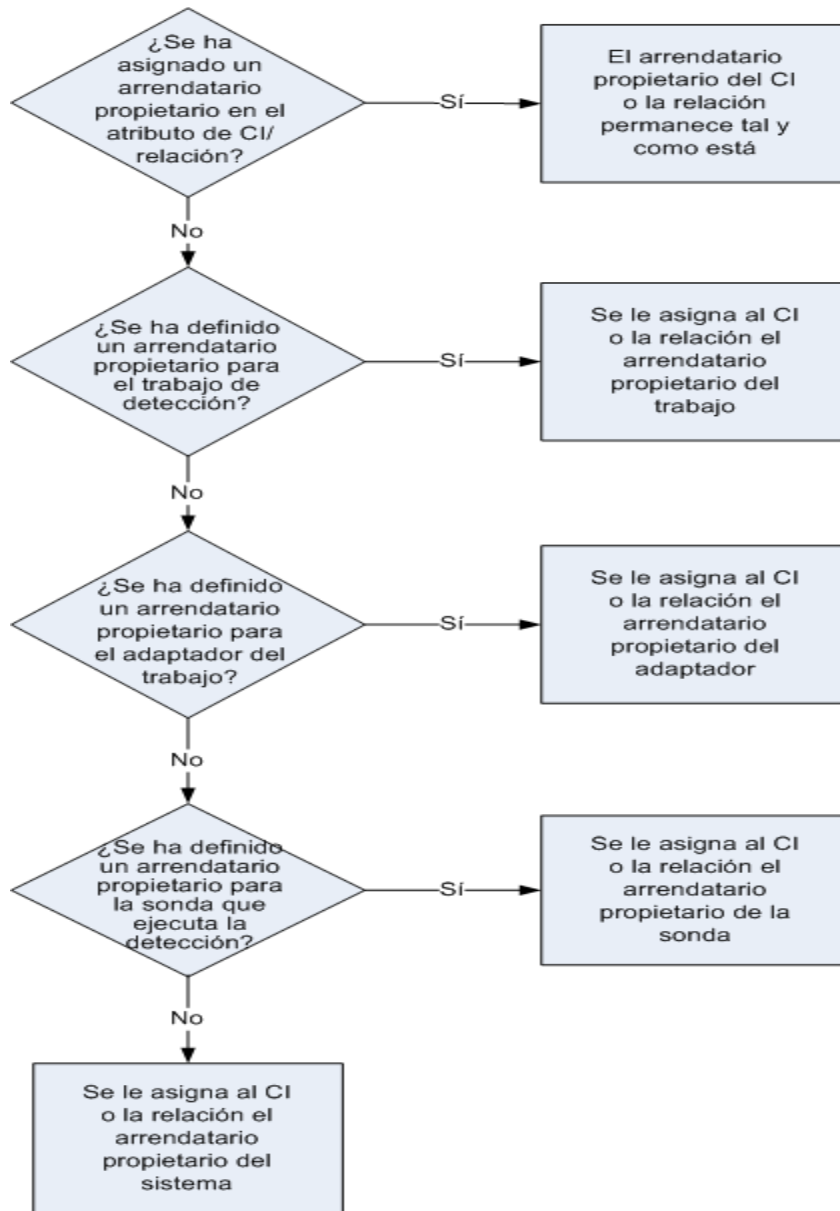 ¿Se ha
asignado un
arrendatario
propietario en el
atributo de CI/
relación?
Sí
El arrendatario
propietario del CI
o la relación
permanece tal y
como está
No
¿Se ha definido
un arrendatario
propietario para
el trabajo de
detección?
Sí
Se le asigna al CI
o la relación el
arrendatario
propietario del
trabajo
No
¿Se ha definido
un arrendatario
propietario para
el adaptador del
trabajo?
Sí
Se le asigna al CI
o la relación el
arrendatario
propietario del
adaptador
No
¿Se ha definido
un arrendatario
propietario para
la sonda que
ejecuta la
detección?
Sí
Se le asigna al CI
o la relación el
arrendatario
propietario de la
sonda
No
Se le asigna al CI
o la relación el
arrendatario
propietario del
sistema